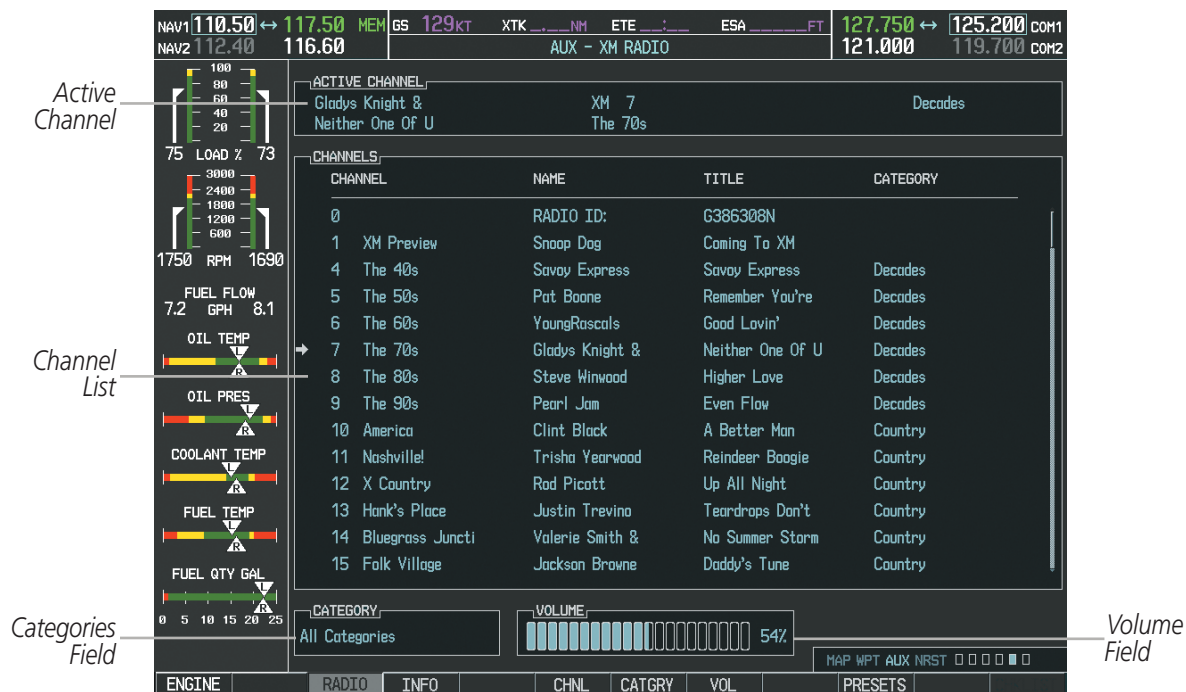 NAV1 110.50 ↔ 117.50 MEM GS 129KT XTK __.__NM ETE __:__ ESA _____FT 127.750 ↔ 125.200 COM1
NAV2 112.40 116.60 AUX - XM RADIO 121.000 119.700 COM2
Active Channel
100
80
60
40
20
75 LOAD % 73
3000
2400
1800
1200
600
1750 RPM 1690
FUEL FLOW
7.2 GPH 8.1
OIL TEMP
L
R
OIL PRES
L
R
COOLANT TEMP
L
R
FUEL TEMP
L
R
FUEL QTY GAL
L
R
0 5 10 15 20 25
ACTIVE CHANNEL
Gladys Knight & XM 7 Decades
Neither One Of U The 70s
CHANNELS
CHANNEL NAME TITLE CATEGORY
0 RADIO ID: G386308N
1 XM Preview Snoop Dog Coming To XM
4 The 40s Savoy Express Savoy Express Decades
5 The 50s Pat Boone Remember You're Decades
6 The 60s YoungRascals Good Lovin' Decades
7 The 70s Gladys Knight & Neither One Of U Decades
8 The 80s Steve Winwood Higher Love Decades
9 The 90s Pearl Jam Even Flow Decades
10 America Clint Black A Better Man Country
11 Nashville! Trisha Yearwood Reindeer Boogie Country
12 X Country Rod Picott Up All Night Country
13 Hank's Place Justin Trevino Teardrops Don't Country
14 Bluegrass Juncti Valerie Smith & No Summer Storm Country
15 Folk Village Jackson Browne Daddy's Tune Country
Channel List
CATEGORY
All Categories
VOLUME
54%
Categories Field
Volume Field
MAP WPT AUX NRST
ENGINE RADIO INFO CHNL CATGRY VOL PRESETS